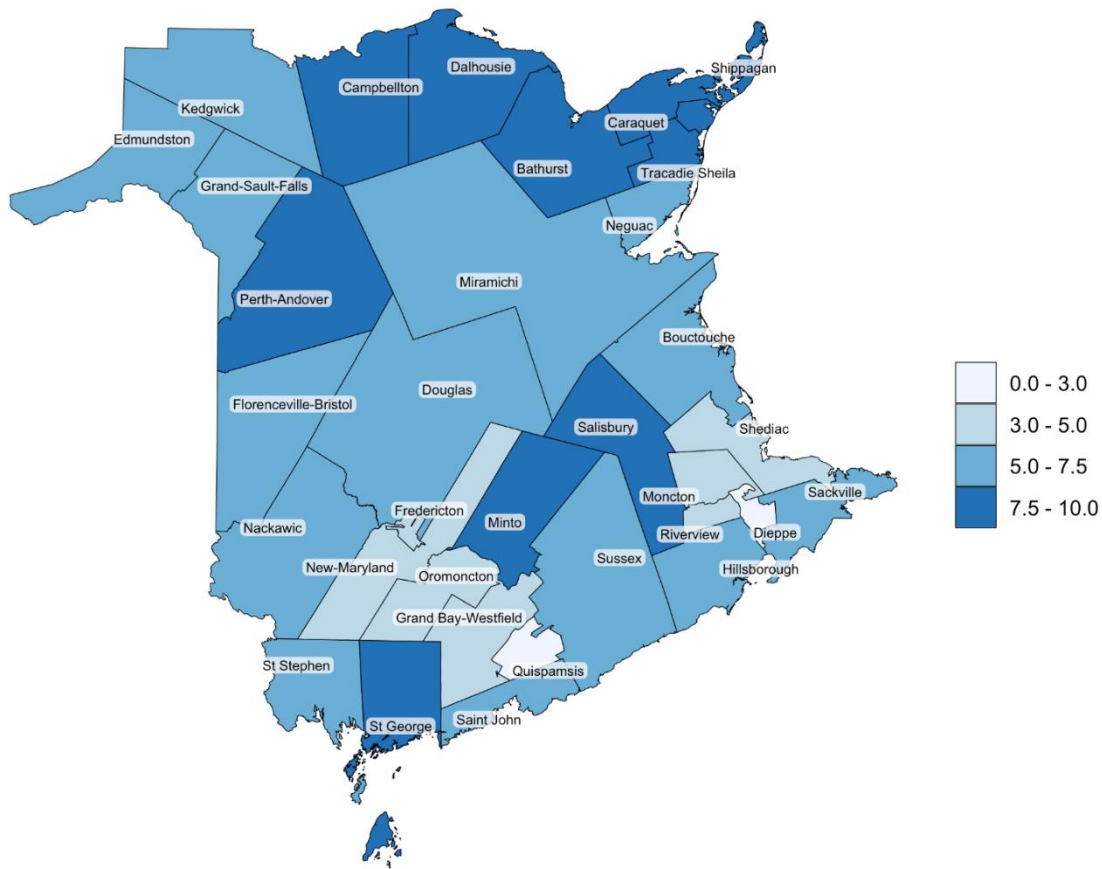 Shippagan
Dalhousie
Campbellton
Kedgwick
Caraquet
Edmundston
Bathurst
Tracadie Sheila
Grand-Sault-Falls
Neguac
Miramichi
Perth-Andover
Bouctouche
Douglas
Florenceville-Bristol
Salisbury
Shediac
Sackville
Moncton
Fredericton
Minto
Nackawic
Riverview
Dieppe
Sussex
New-Maryland
Hillsborough
Oromoncton
Grand Bay-Westfield
St Stephen
Quispamsis
Saint John
St George
0.0 - 3.0
3.0 - 5.0
5.0 - 7.5
7.5 - 10.0